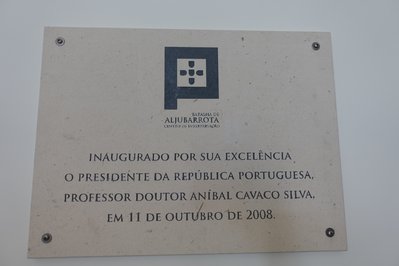 BATALHA DE
ALJUBARROTA
CENTRO DE INTERPRETAÇÃO
INAUGURADO POR SUA EXCELÊNCIA
O PRESIDENTE DA REPÚBLICA PORTUGUESA,
PROFESSOR DOUTOR ANÍBAL CAVACO SILVA,
EM 11 DE OUTUBRO DE 2008.